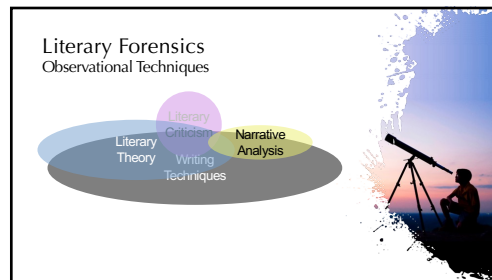 Literary Forensics
Observational Techniques
Literary
Criticism
Literary
Theory
Narrative
Analysis
Writing
Techniques